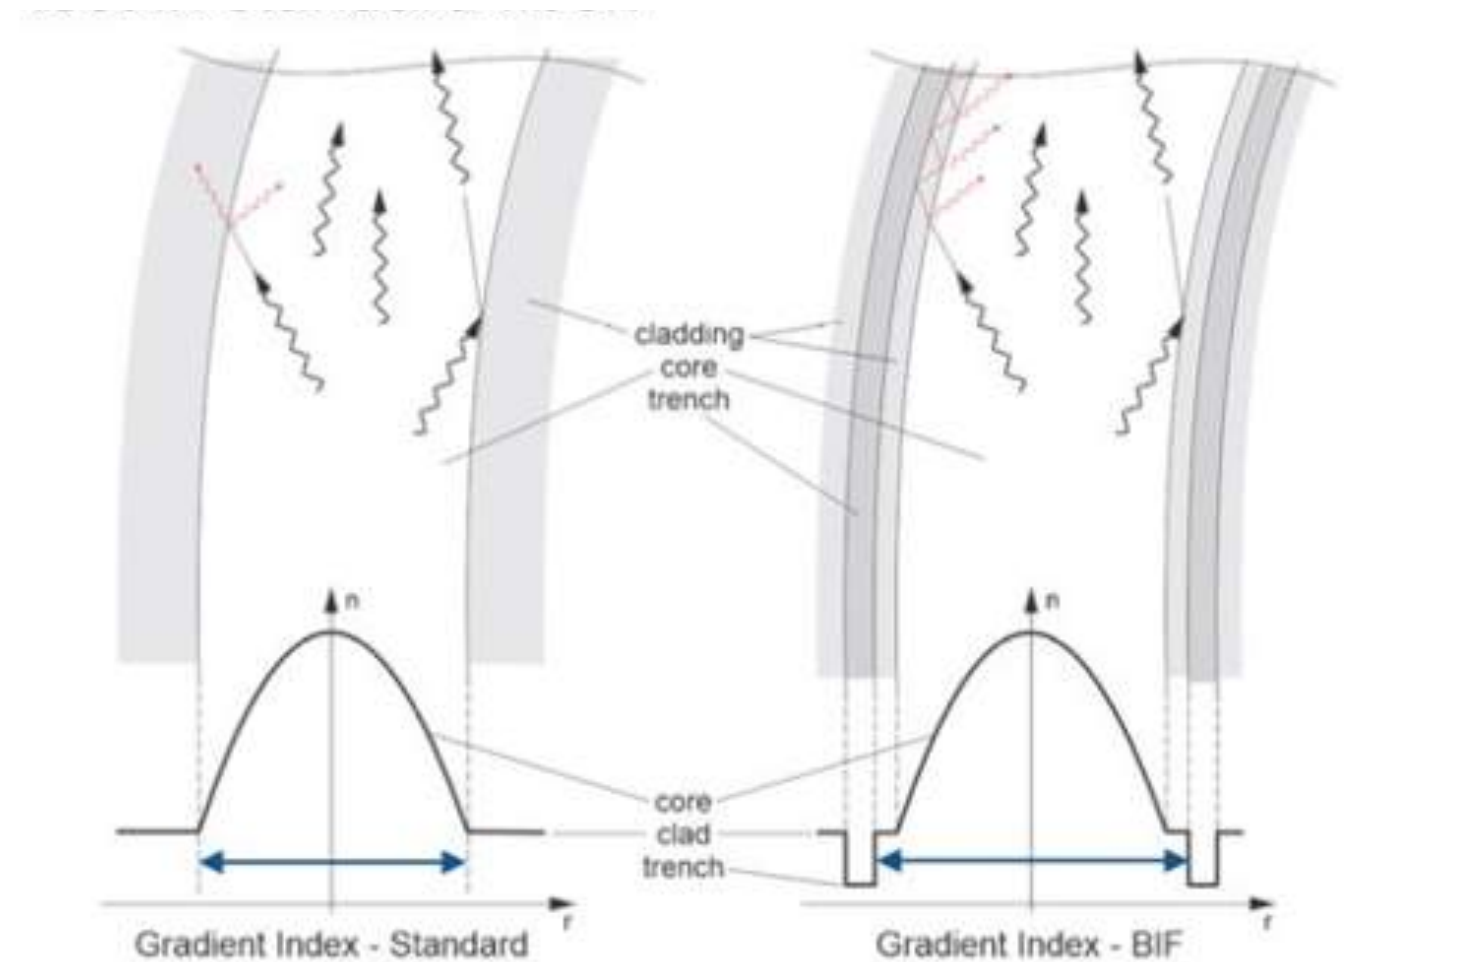 n
n
cladding
core
trench
core
clad
trench
r
r
Gradient Index - Standard
Gradient Index - BIF